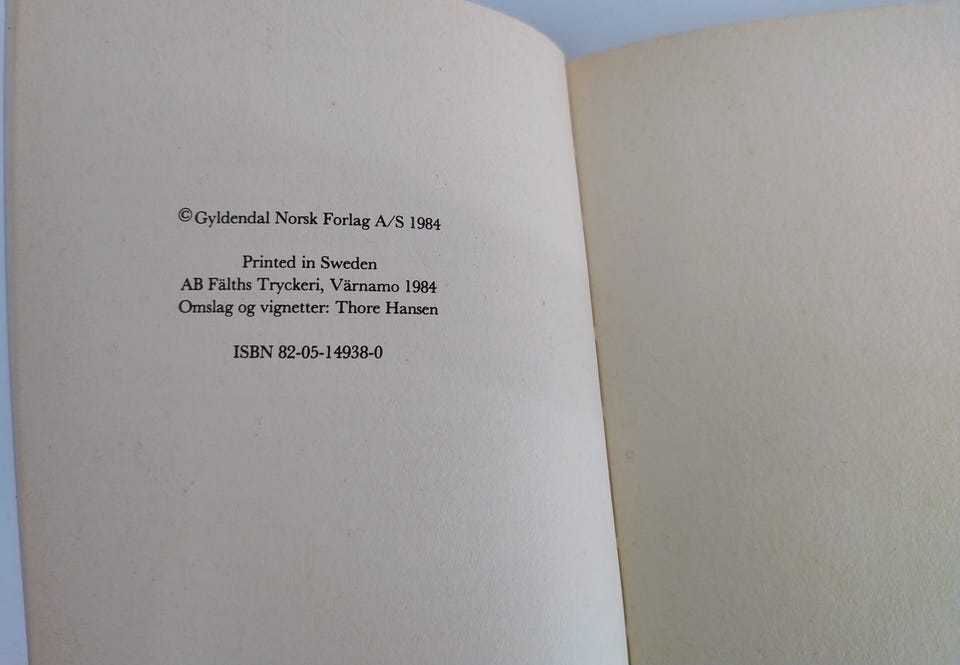 ©Gyldendal Norsk Forlag A/S 1984
Printed in Sweden
AB Fälths Tryckeri, Värnamo 1984
Omslag og vignetter: Thore Hansen
ISBN 82-05-14938-0